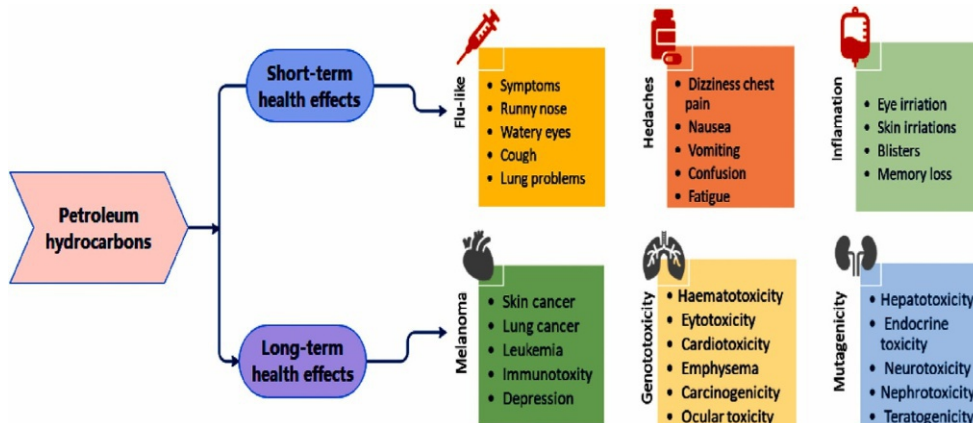 Petroleum
hydrocarbons
Short-term
health effects
Flu-like
• Symptoms
• Runny nose
• Watery eyes
• Cough
• Lung problems
Hedaches
• Dizziness chest
pain
• Nausea
• Vomiting
• Confusion
• Fatigue
Inflamation
• Eye irriation
• Skin irritations
• Blisters
• Memory loss
Long-term
health effects
Melanoma
• Skin cancer
• Lung cancer
• Leukemia
• Immunotoxity
• Depression
Genototoxicity
• Haematotoxicity
• Eytotoxicity
• Cardiotoxicity
• Emphysema
• Carcinogenicity
• Ocular toxicity
Mutagenicity
• Hepatotoxicity
• Endocrine
toxicity
• Neurotoxicity
• Nephrotoxicity
• Teratogenicity